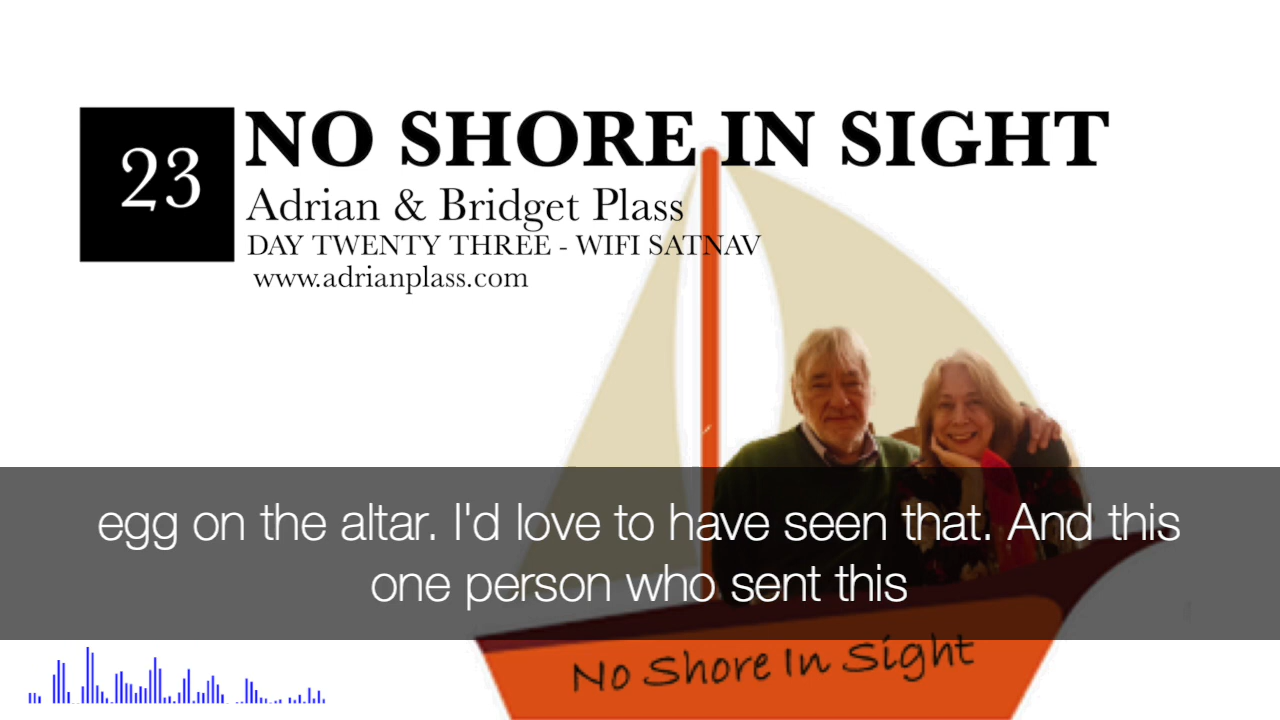 23
NO SHORE IN SIGHT
Adrian & Bridget Plass
DAY TWENTY THREE - WIFI SATNAV
www.adrianplass.com
egg on the altar. I'd love to have seen that. And this
one person who sent this
No Shore In Sight